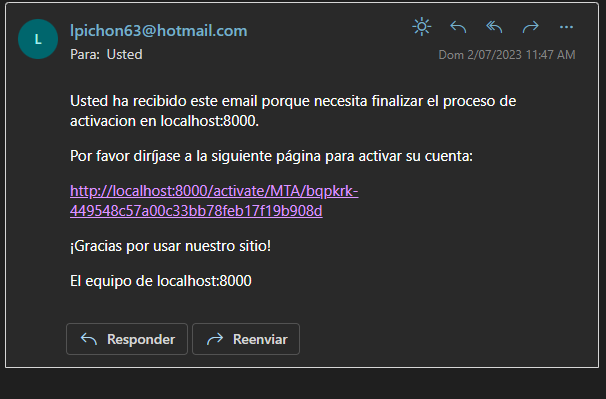 L
lpichon63@hotmail.com
Para: Usted
Dom 2/07/2023 11:47 AM
Usted ha recibido este email porque necesita finalizar el proceso de
activacion en localhost:8000.
Por favor diríjase a la siguiente página para activar su cuenta:
http://localhost:8000/activate/MTA/bqpkrk-
449548c57a00c33bb78feb17f19b908d
¡Gracias por usar nuestro sitio!
El equipo de localhost:8000
Responder
Reenviar